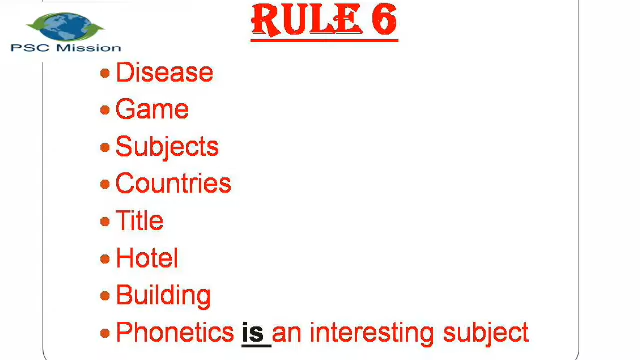 RULE 6
PSC Mission
Disease
Game
Subjects
Countries
Title
Hotel
Building
Phonetics is an interesting subject